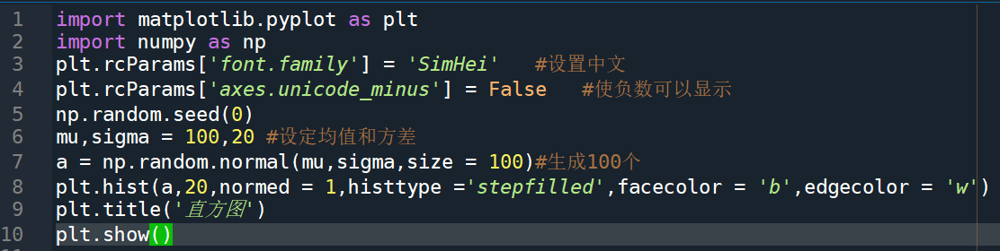 1 import matplotlib.pyplot as plt
2 import numpy as np
3 plt.rcParams['font.family'] = 'SimHei'   #设置中文
4 plt.rcParams['axes.unicode_minus'] = False   #使负数可以显示
5 np.random.seed(0)
6 mu,sigma = 100,20 #设定均值和方差
7 a = np.random.normal(mu,sigma,size = 100)#生成100个
8 plt.hist(a,20,normed = 1,histtype ='stepfilled',facecolor = 'b',edgecolor = 'w')
9 plt.title('直方图')
10 plt.show()